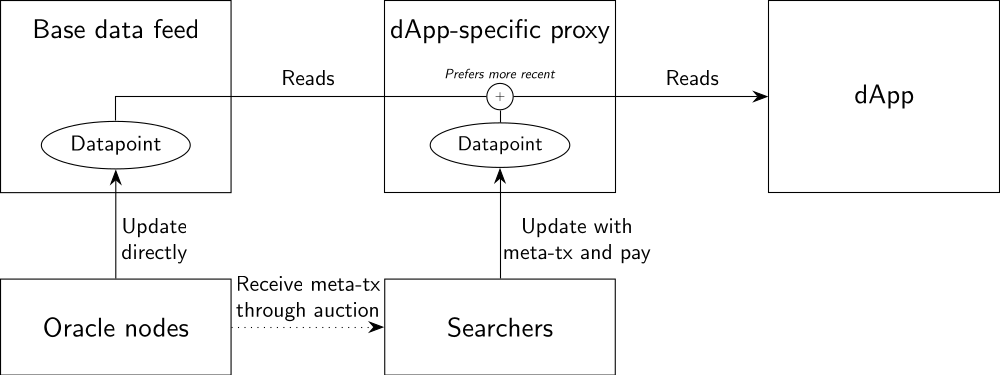 Base data feed
dApp-specific proxy
Prefers more recent
Reads
+
Reads
dApp
Datapoint
Datapoint
Update
directly
Update with
meta-tx and pay
Receive meta-tx
through auction
Oracle nodes
Searchers